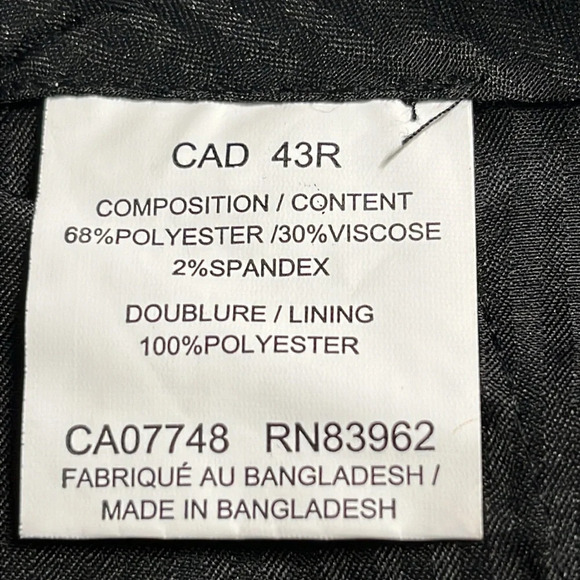 CAD 43R
COMPOSITION / CONTENT
68%POLYESTER /30%VISCOSE
2%SPANDEX
DOUBLURE / LINING
100%POLYESTER
CA07748 RN83962
FABRIQUÉ AU BANGLADESH /
MADE IN BANGLADESH